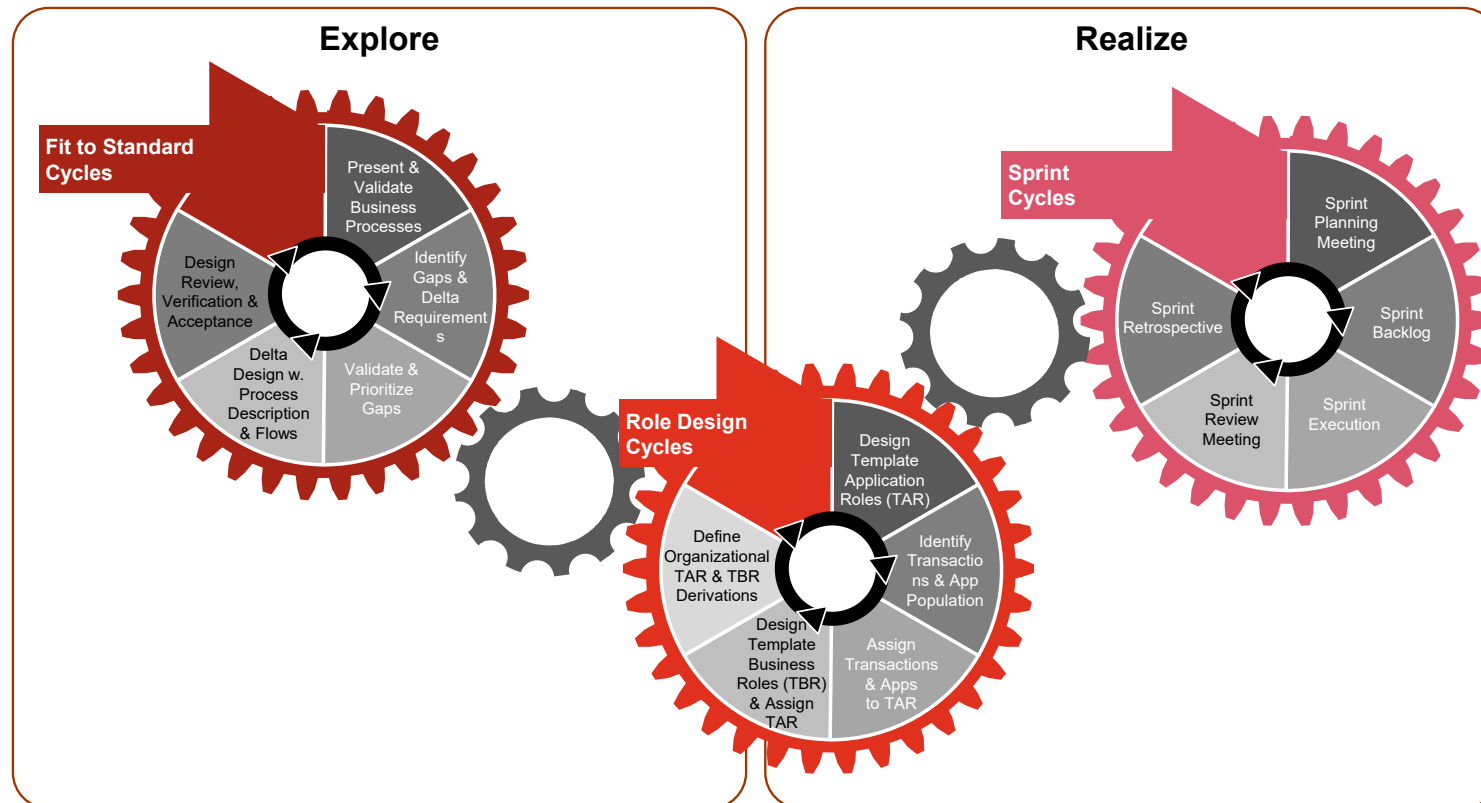 Explore
Fit to Standard
Cycles
Present &
Validate
Business
Processes
Identify
Gaps &
Delta
Requirement
s
Validate &
Prioritize
Gaps
Delta
Design w.
Process
Description
& Flows
Design
Review,
Verification &
Acceptance
Role Design
Cycles
Design
Template
Application
Roles (TAR)
Identify
Transactio
ns & App
Population
Assign
Transactions
& Apps
to TAR
Design
Template
Business
Roles (TBR)
& Assign
TAR
Define
Organizational
TAR & TBR
Derivations
Realize
Sprint
Cycles
Sprint
Planning
Meeting
Sprint
Backlog
Sprint
Execution
Sprint
Review
Meeting
Sprint
Retrospective